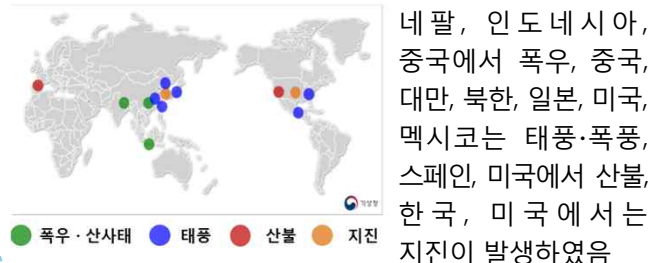 기상청
폭우 · 산사태 태풍 산불 지진
네팔, 인도네시아,
중국에서 폭우, 중국,
대만, 북한, 일본, 미국,
멕시코는 태풍·폭풍,
스페인, 미국에서 산불,
한국, 미국에서는
지진이 발생하였음